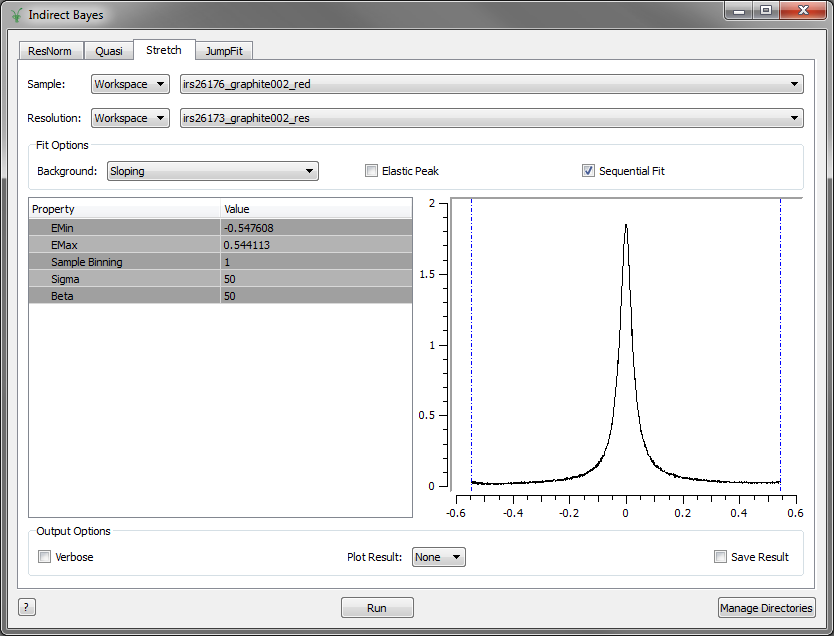 Indirect Bayes
ResNorm Quasi Stretch JumpFit
Sample: Workspace irs26176_graphite002_red
Resolution: Workspace irs26173_graphite002_res
Fit Options
Background: Sloping Elastic Peak Sequential Fit
Property Value
EMin -0.547608
EMax 0.544113
Sample Binning 1
Sigma 50
Beta 50
2
1.5
1
0.5
0
-0.6 -0.4 -0.2 0 0.2 0.4 0.6
Output Options
Verbose Plot Result: None Save Result
? Run Manage Directories